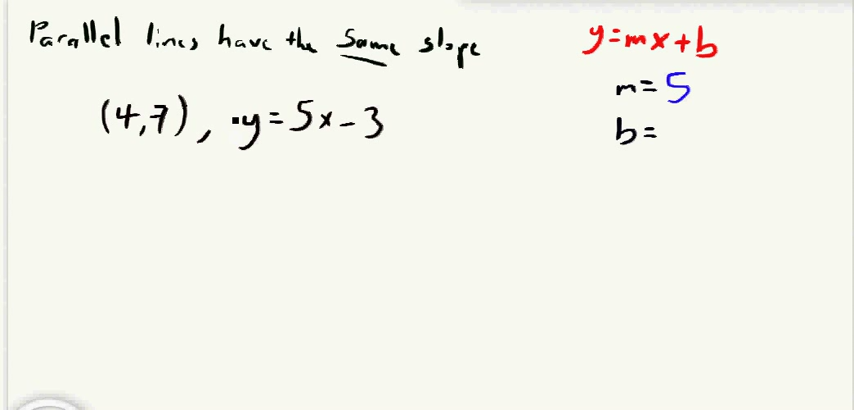 Parallel lines have the same slope
y=mx+b
m=5
(4,7), y=5x-3
b=